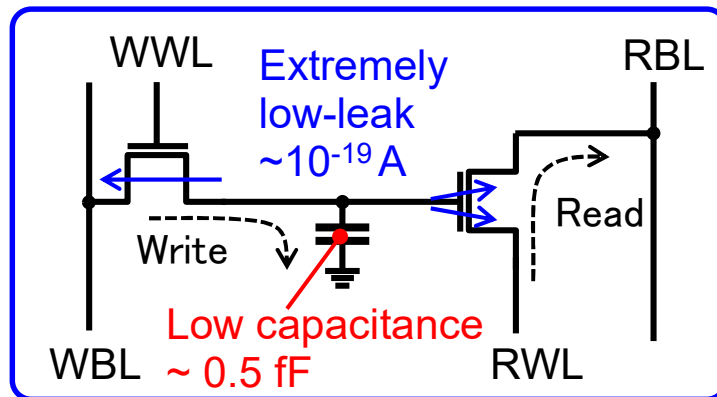 WWL
RBL
Extremely
low-leak
~10⁻¹⁹ A
Write
Read
Low capacitance
~ 0.5 fF
WBL
RWL